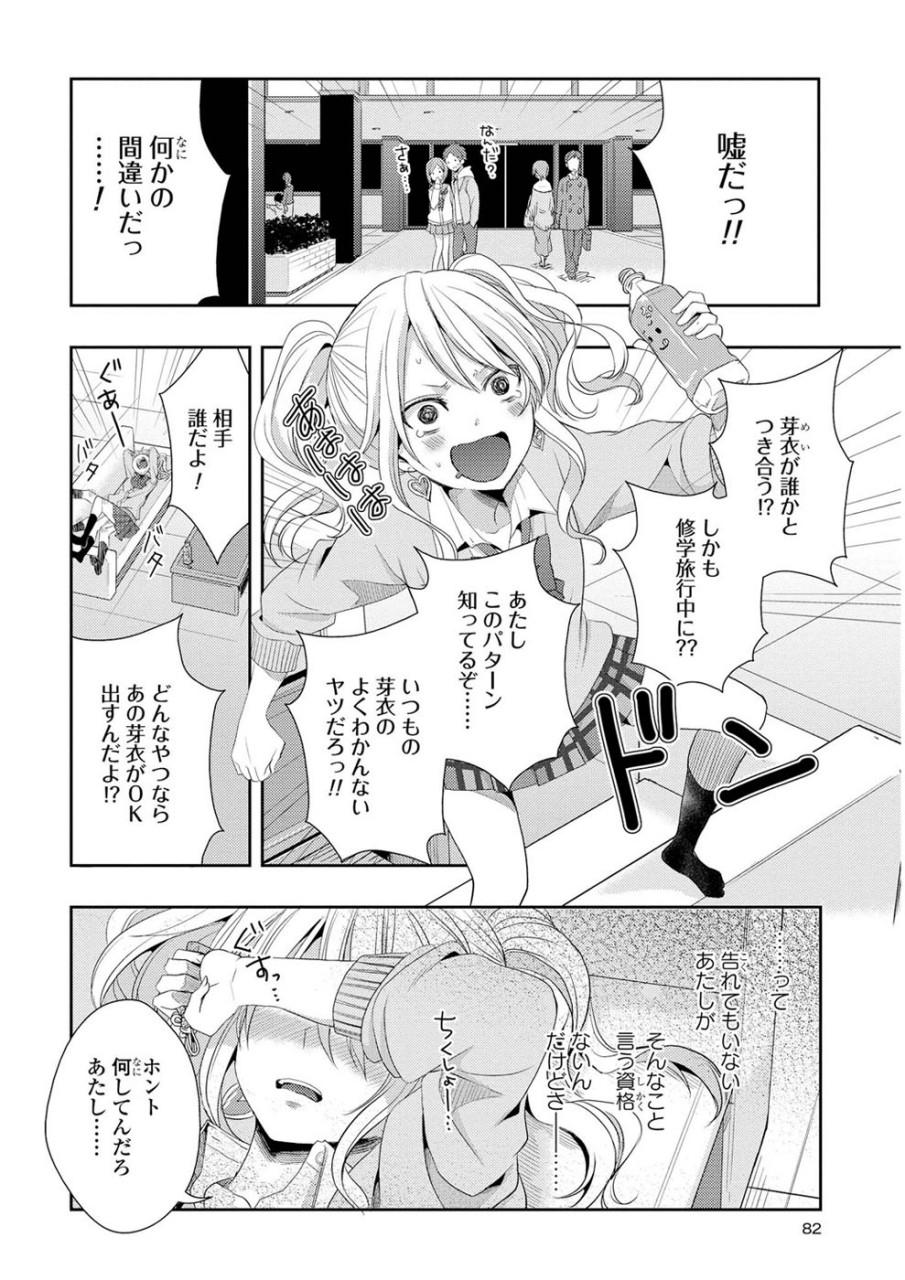 嘘だっ!!
なんだ?
さぁ…
何かの
間違いだっ
……!
芽衣が誰かと
つき合う!?
しかも
修学旅行中に??
あたし
このパターン
知ってるぞ……
いつもの
芽衣の
よくわかんない
ヤツだろっ!!
あはははははは
ドン
相手
誰だよ!
ぐあー
バタ
バタ
どんなやつなら
あの芽衣がOK
出すんだよ!?
……って
告れてもいない
あたしが
そんなこと
言う資格
ないん
だけどさ
ちくしょー…
ぐすっ…
ホント
何してんだろ
あたし……
82